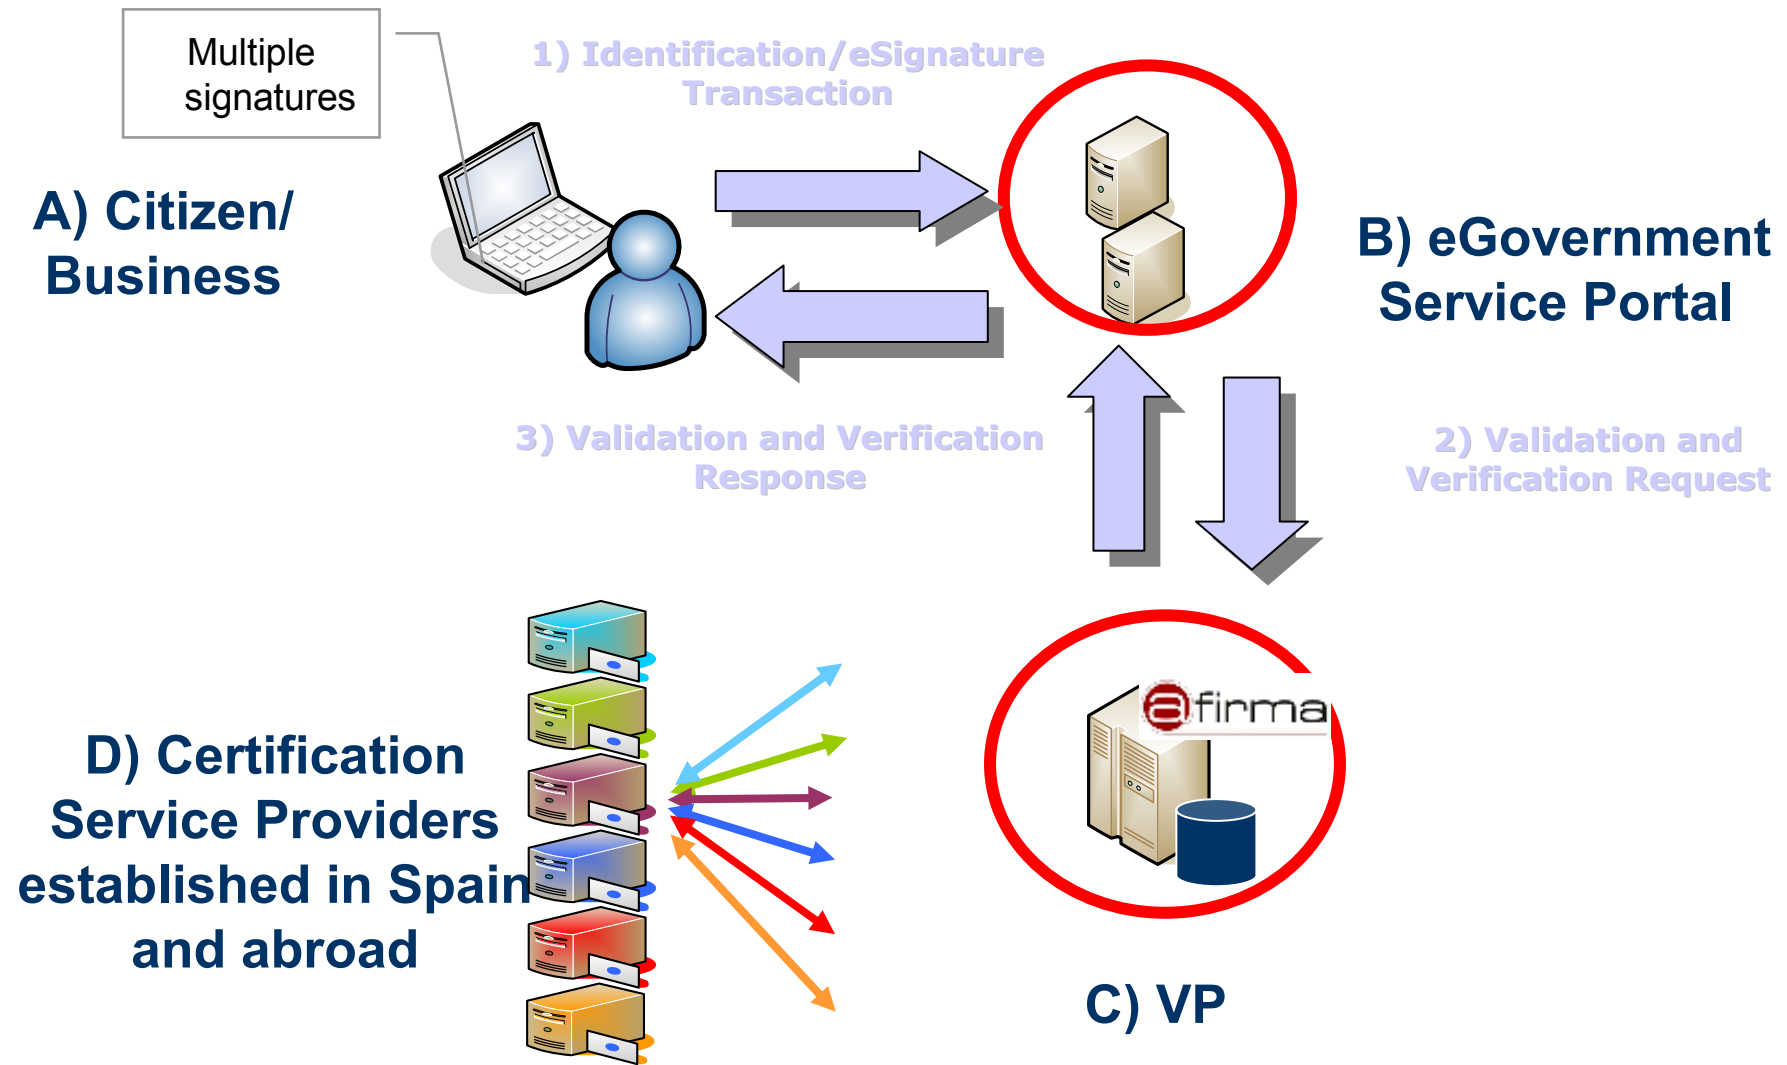 Multiple
signatures
1) Identification/eSignature
Transaction
A) Citizen/
Business
B) eGovernment
Service Portal
3) Validation and Verification
Response
2) Validation and
Verification Request
@firma
D) Certification
Service Providers
established in Spain
and abroad
C) VP